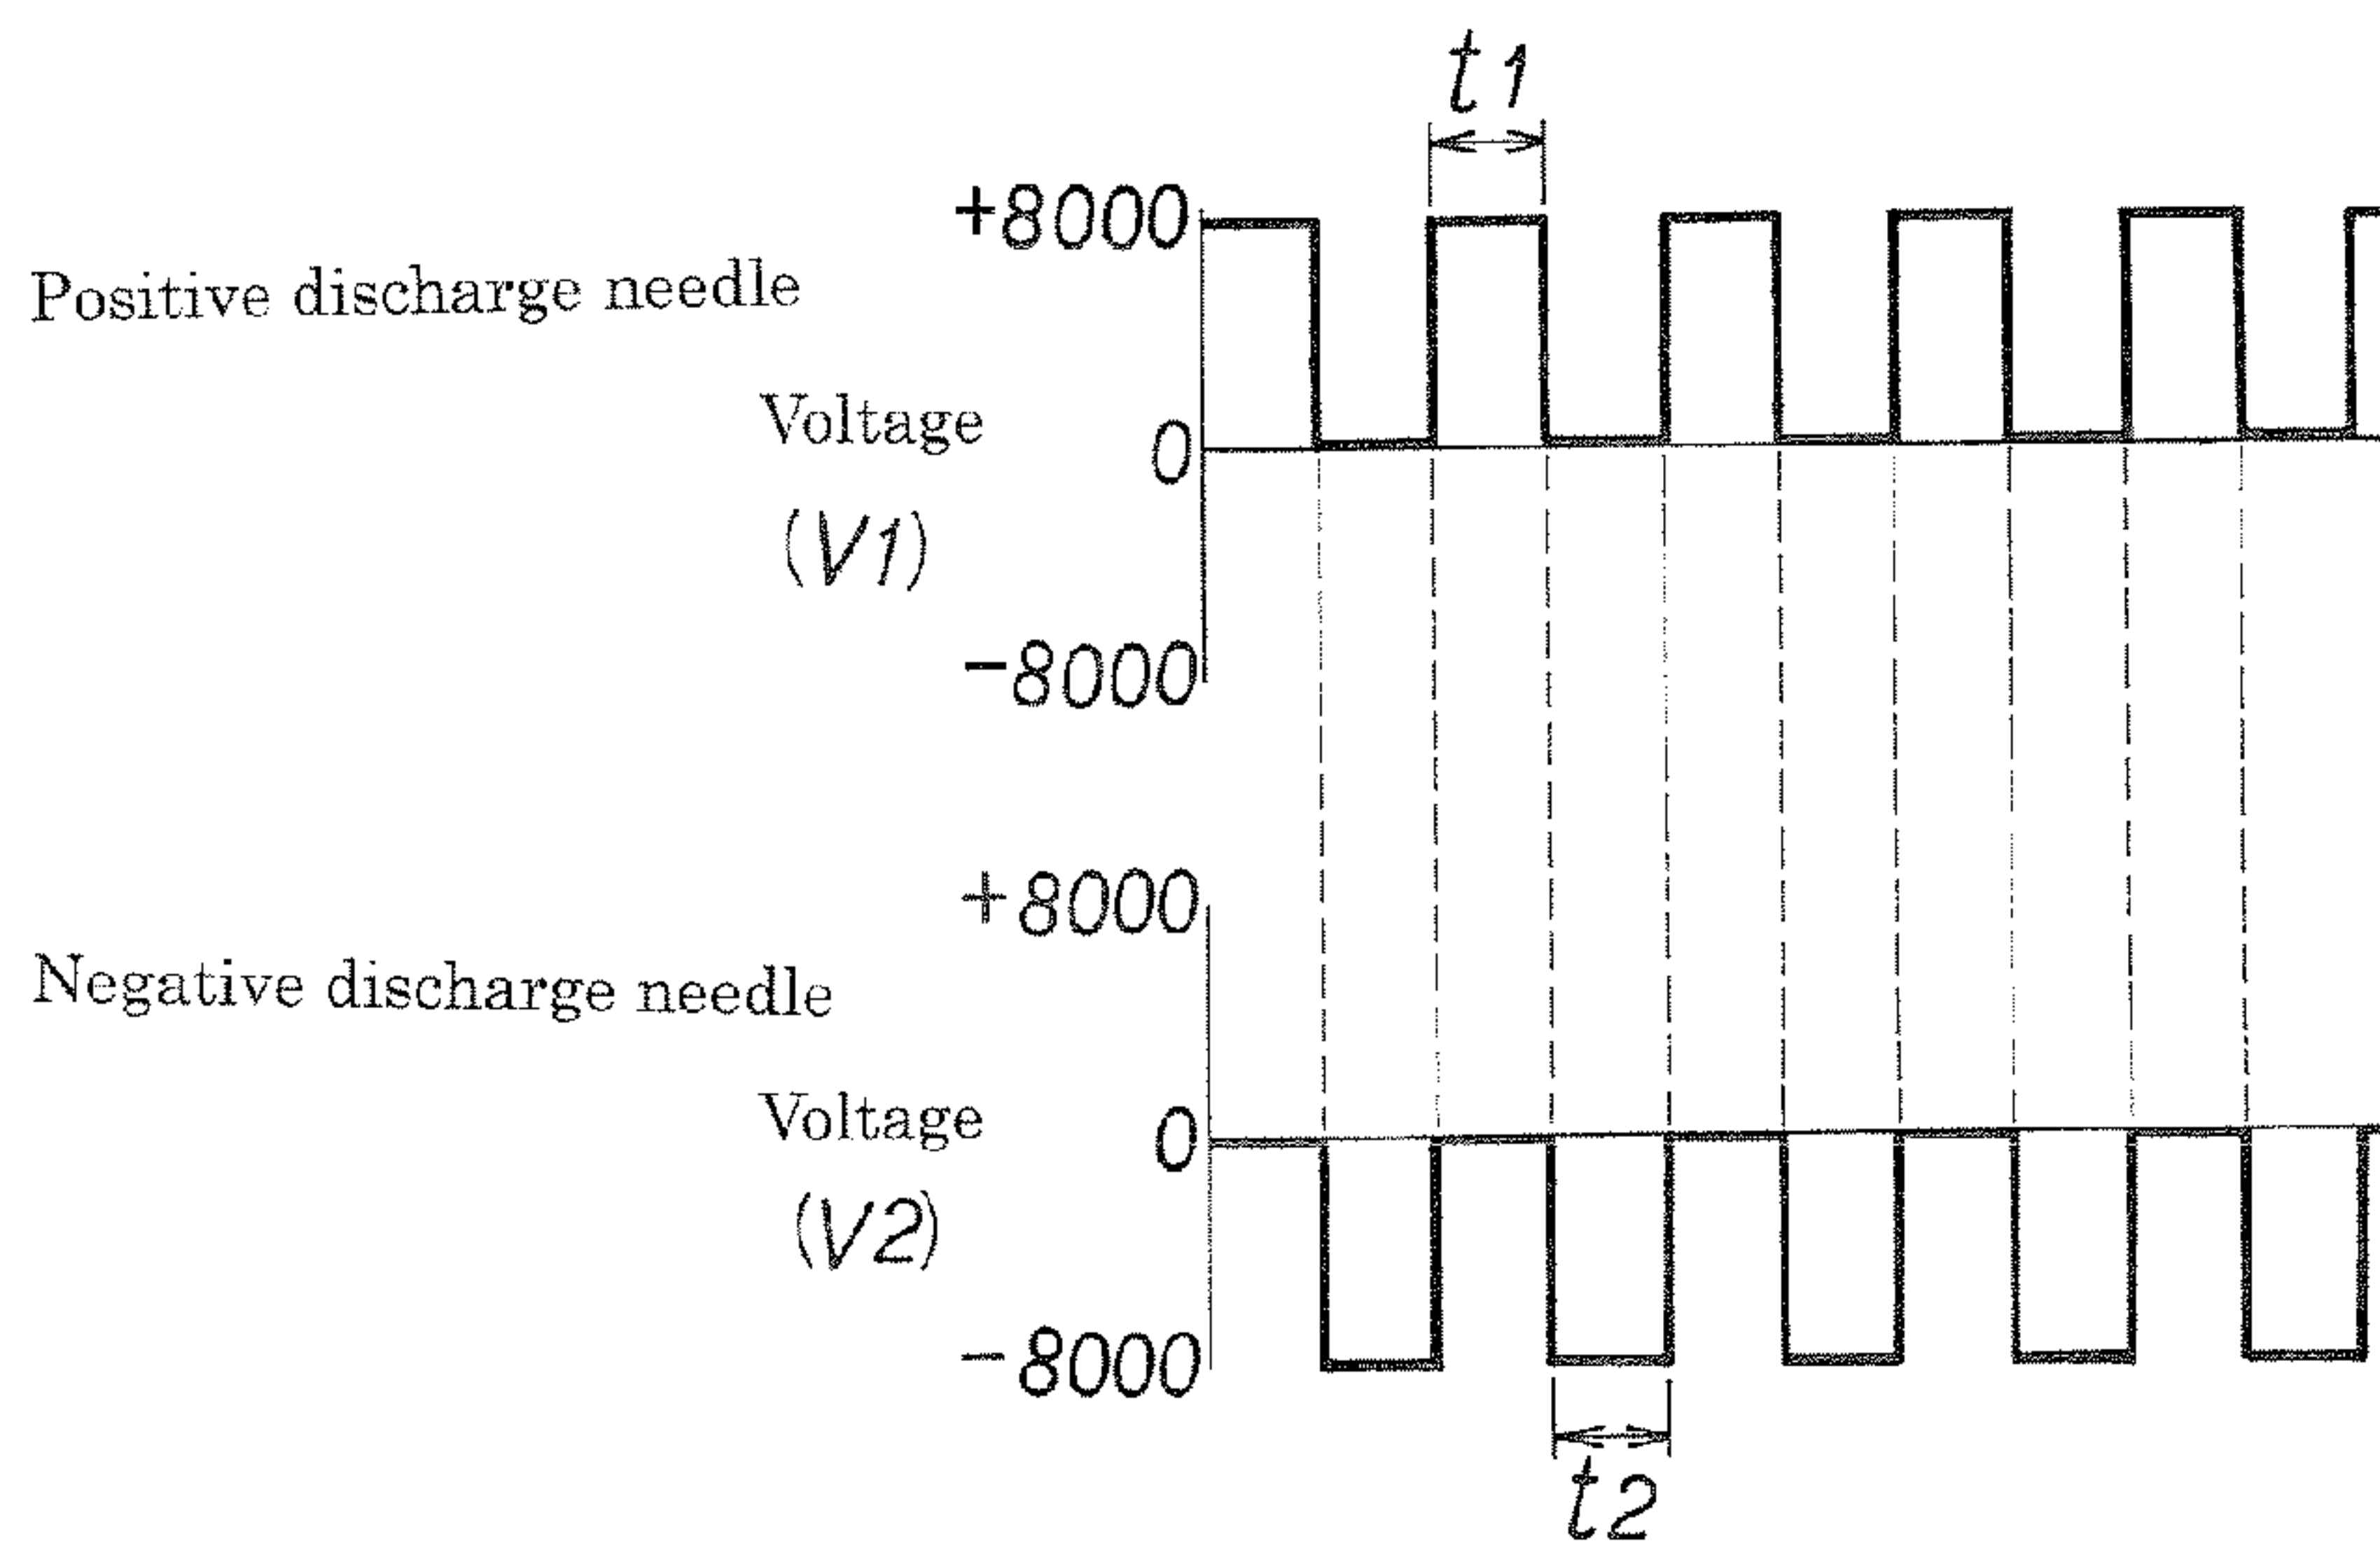 t1
+8000
Positive discharge needle
Voltage
0
(V1)
-8000
+8000
Negative discharge needle
Voltage
0
(V2)
-8000
t2